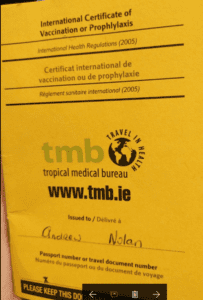 International Certificate of
Vaccination or Prophlylaxis
International Health Regulations (2005)
Certificat international de
vaccination ou de prophylaxie
Règlement sanitaire international (2005)
tmb
TRAVEL IN HEALTH
tropical medical bureau
www.tmb.ie
Issued to / Délivré à
Andrew Nolan
Passport number or travel document number
Numéro du passeport ou du document de voyage
PLEASE KEEP THIS DO